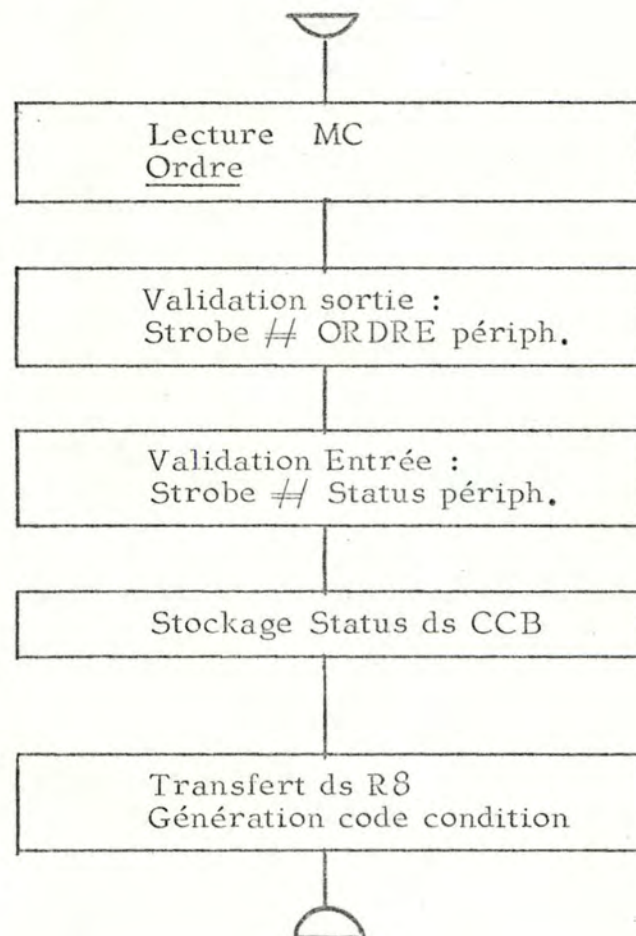 Lecture MC
Ordre
Validation sortie :
Strobe # ORDRE périph.
Validation Entrée :
Strobe # Status périph.
Stockage Status ds CCB
Transfert ds R8
Génération code condition